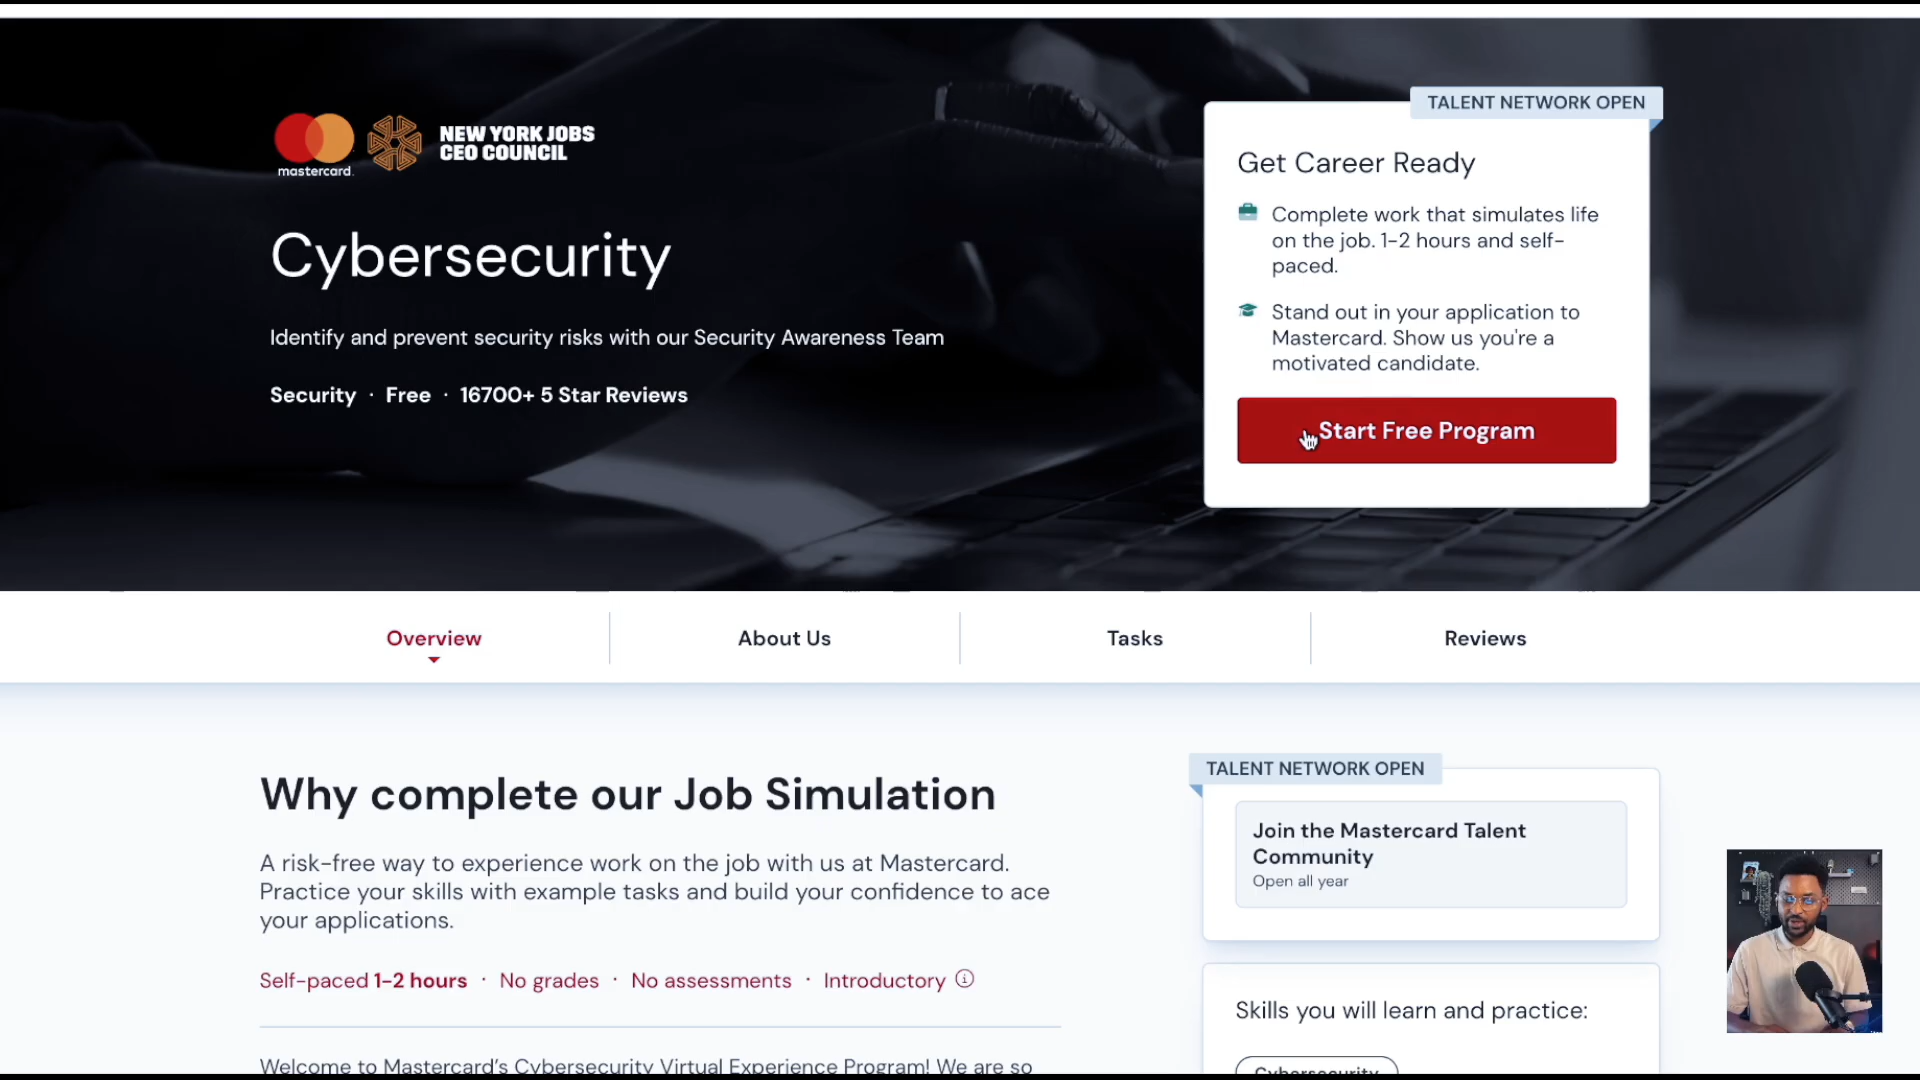 mastercard.
NEW YORK JOBS
CEO COUNCIL
Cybersecurity
Identify and prevent security risks with our Security Awareness Team
Security · Free · 16700+ 5 Star Reviews
TALENT NETWORK OPEN
Get Career Ready
Complete work that simulates life
on the job. 1-2 hours and self-
paced.
Stand out in your application to
Mastercard. Show us you're a
motivated candidate.
Start Free Program
Overview
About Us
Tasks
Reviews
Why complete our Job Simulation
A risk-free way to experience work on the job with us at Mastercard.
Practice your skills with example tasks and build your confidence to ace
your applications.
Self-paced 1-2 hours · No grades · No assessments · Introductory
Welcome to Mastercard's Cybersecurity Virtual Experience Program! We are so
TALENT NETWORK OPEN
Join the Mastercard Talent
Community
Open all year
Skills you will learn and practice:
Cybersecurity